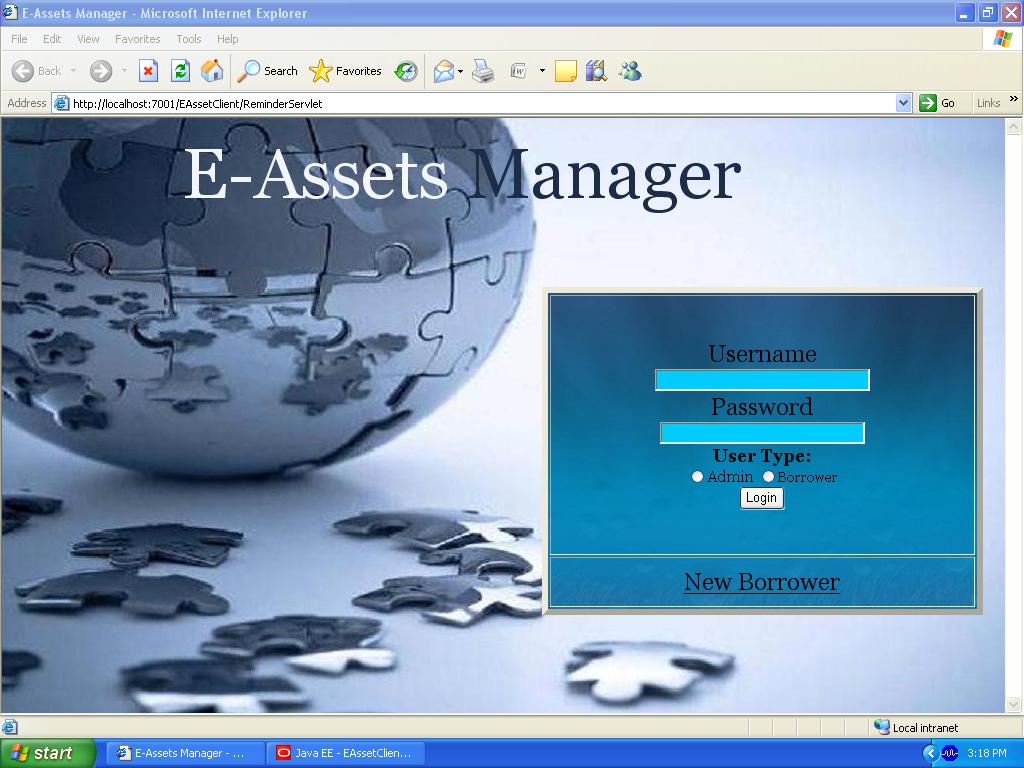 E-Assets Manager - Microsoft Internet Explorer
File Edit View Favorites Tools Help
Back Search Favorites
Address http://localhost:7001/EAssetClient/ReminderServlet Go Links »
E-Assets Manager
Username
Password
User Type:
Admin Borrower
Login
New Borrower
Local intranet
start E-Assets Manager - ... Java EE - EAssetClien... 3:18 PM